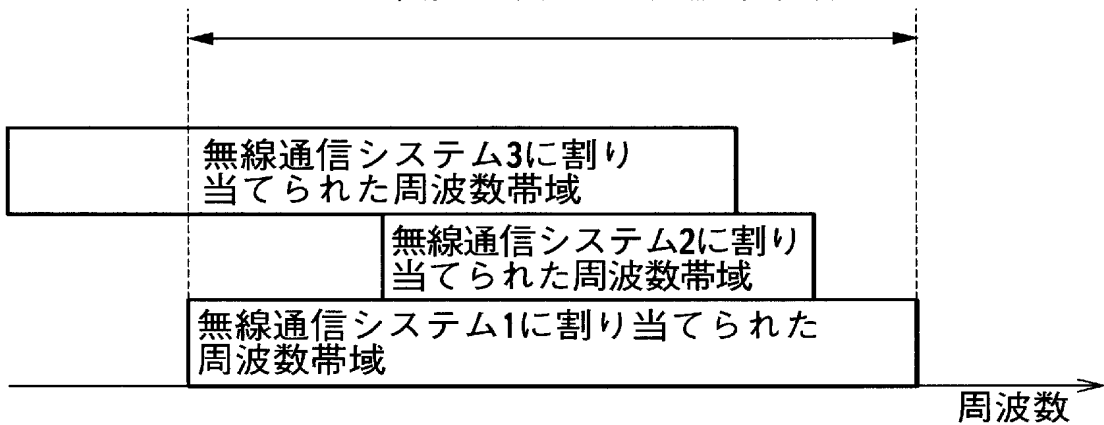 無線通信システム3に割り
当てられた周波数帯域
無線通信システム2に割り
当てられた周波数帯域
無線通信システム1に割り当てられた
周波数帯域
周波数